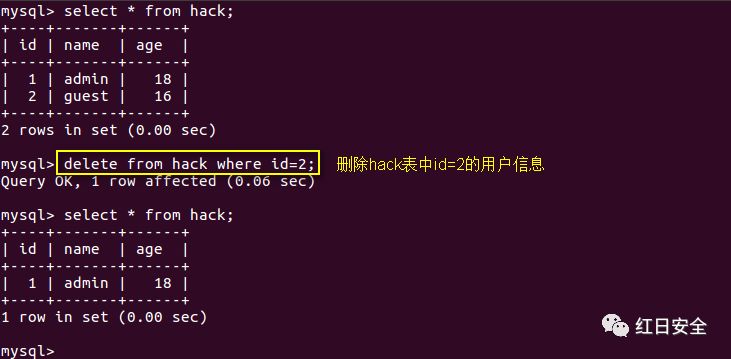 mysql> select * from hack;
+----+-------+------+
| id | name  | age  |
+----+-------+------+
|  1 | admin |   18 |
|  2 | guest |   16 |
+----+-------+------+
2 rows in set (0.00 sec)
mysql> delete from hack where id=2; 删除hack表中id=2的用户信息
Query OK, 1 row affected (0.06 sec)
mysql> select * from hack;
+----+-------+------+
| id | name  | age  |
+----+-------+------+
|  1 | admin |   18 |
+----+-------+------+
1 row in set (0.00 sec)
红日安全
mysql>